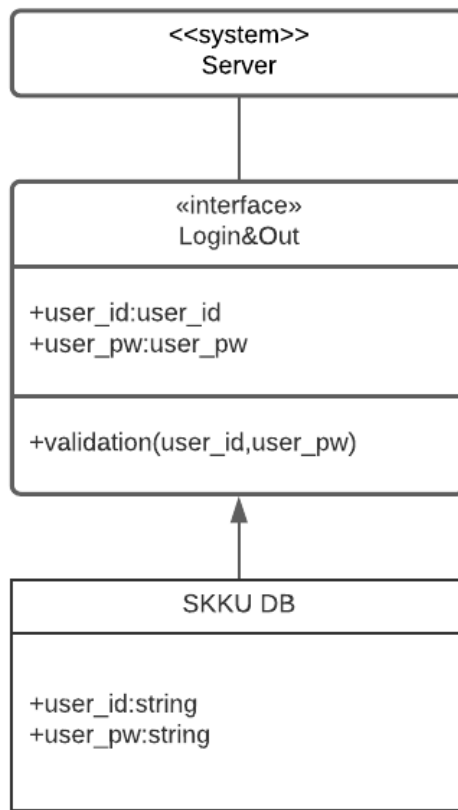 <<system>>
Server
«interface»
Login&Out
+user_id:user_id
+user_pw:user_pw
+validation(user_id,user_pw)
SKKU DB
+user_id:string
+user_pw:string